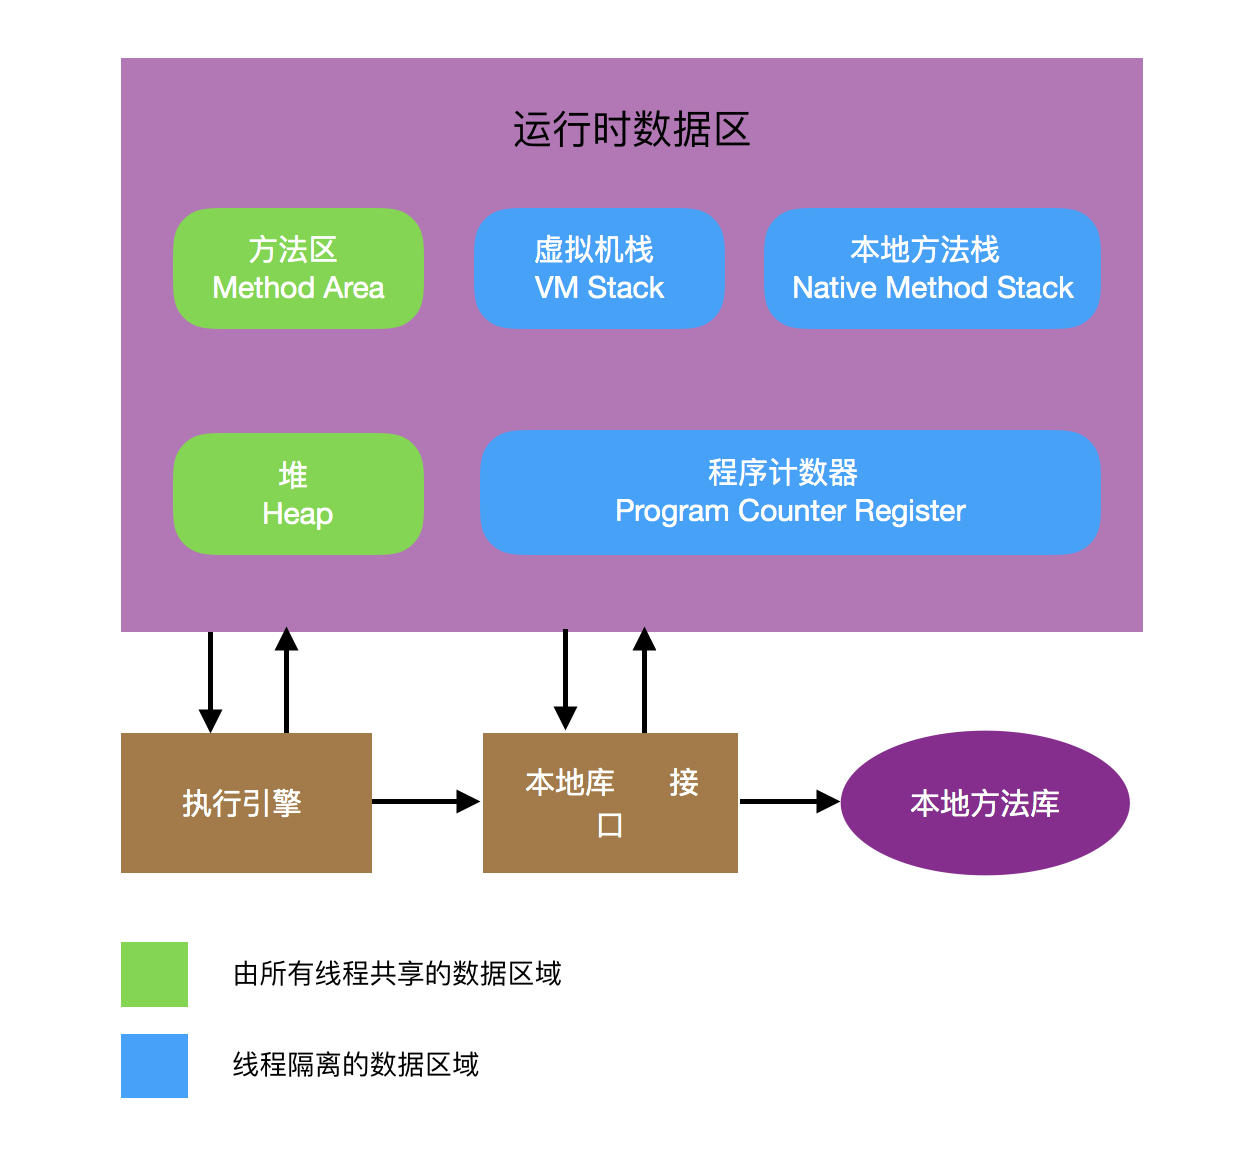 运行时数据区
方法区
Method Area
虚拟机栈
VM Stack
本地方法栈
Native Method Stack
堆
Heap
程序计数器
Program Counter Register
执行引擎
本地库 接
口
本地方法库
由所有线程共享的数据区域
线程隔离的数据区域